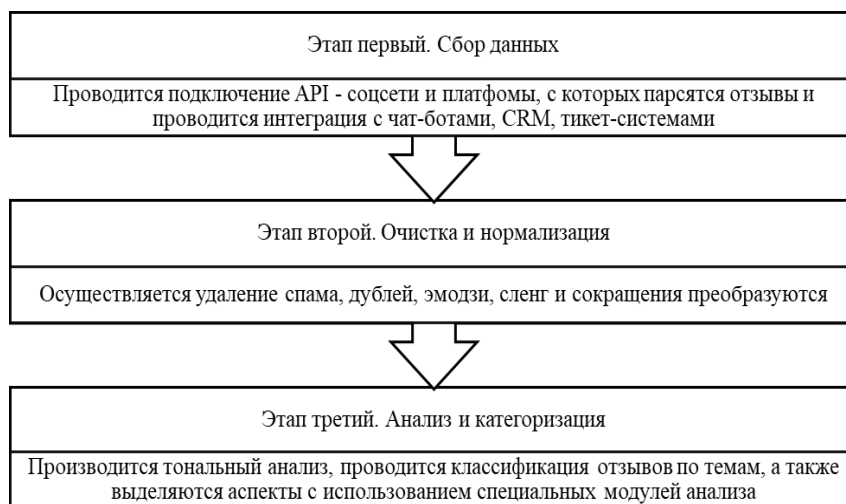 Этап первый. Сбор данных
Проводится подключение API - соцсети и платфомы, с которых парсятся отзывы и
проводится интеграция с чат-ботами, CRM, тикет-системами
Этап второй. Очистка и нормализация
Осуществляется удаление спама, дублей, эмодзи, сленг и сокращения преобразуются
Этап третий. Анализ и категоризация
Производится тональный анализ, проводится классификация отзывов по темам, а также
выделяются аспекты с использованием специальных модулей анализа